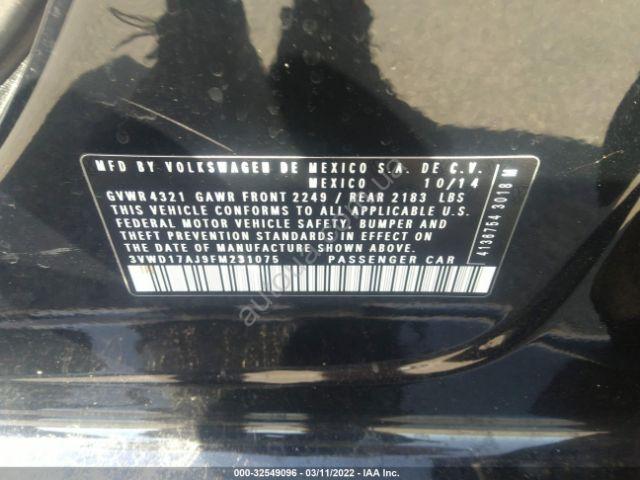 MFD BY VOLKSWAGEN DE MEXICO S.A. DE C.V.
MEXICO 10/14
GVWR 4321 GAWR FRONT 2249 // REAR 2183 LBS
THIS VEHICLE CONFORMS TO ALL APPLICABLE U.S.
FEDERAL MOTOR VEHICLE SAFETY, BUMPER AND
THEFT PREVENTION STANDARDS IN EFFECT ON THE
DATE OF MANUFACTURE SHOWN ABOVE.
3VWD17AJ9FM231075 PASSENGER CAR
4136754 3018 M
000-32549096 - 03/11/2022 - IAA Inc.